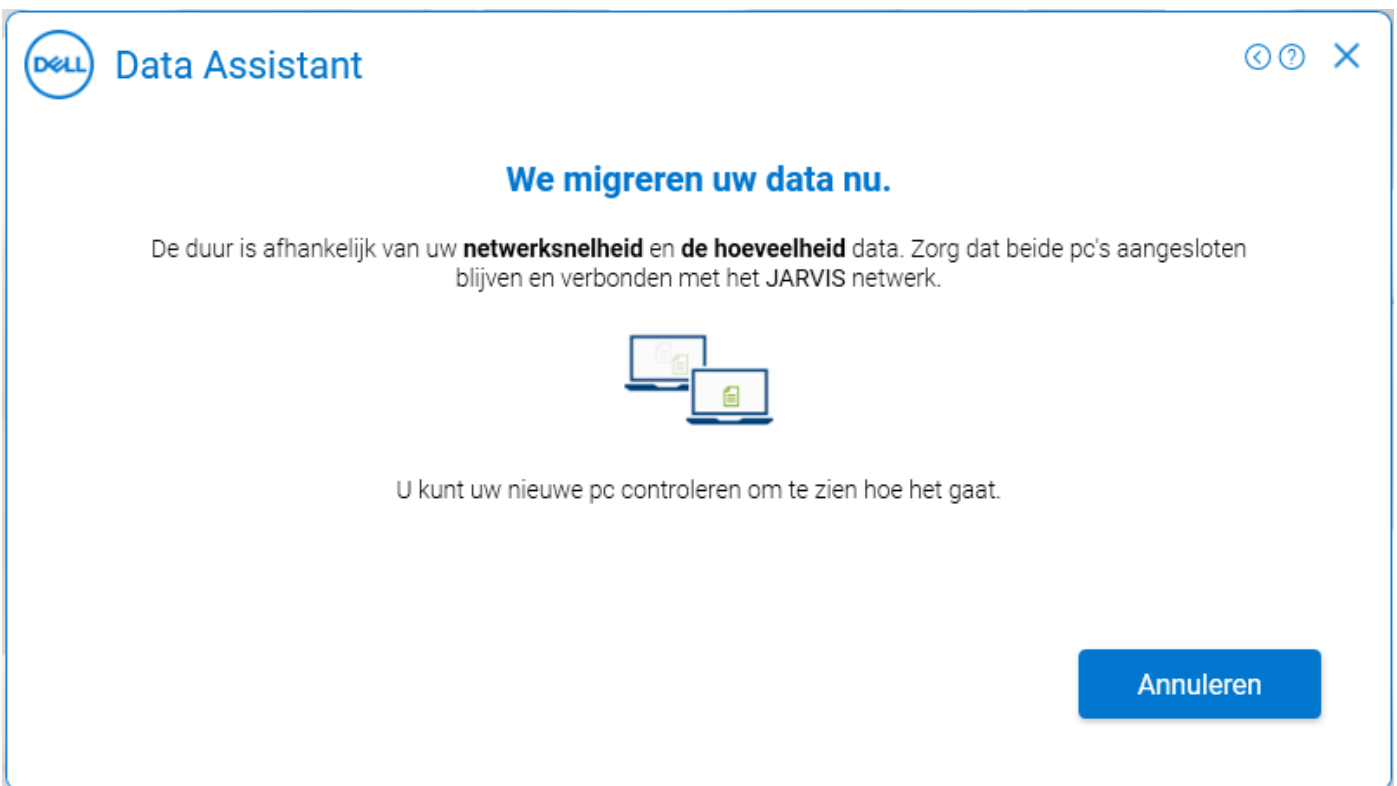 DELL
Data Assistant
We migreren uw data nu.
De duur is afhankelijk van uw netwerksnelheid en de hoeveelheid data. Zorg dat beide pc's aangesloten
blijven en verbonden met het JARVIS netwerk.
U kunt uw nieuwe pc controleren om te zien hoe het gaat.
Annuleren